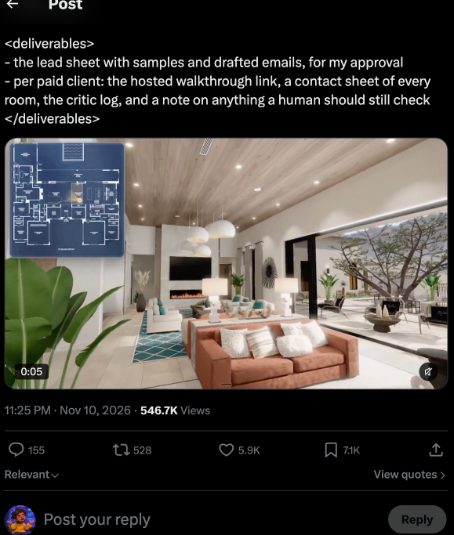 Post
<deliverables>
- the lead sheet with samples and drafted emails, for my approval
- per paid client: the hosted walkthrough link, a contact sheet of every
room, the critic log, and a note on anything a human should still check
</deliverables>
0:05
11:25 PM · Nov 10, 2026 · 546.7K Views
155 528 5.9K 7.1K
Relevant View quotes
Post your reply Reply